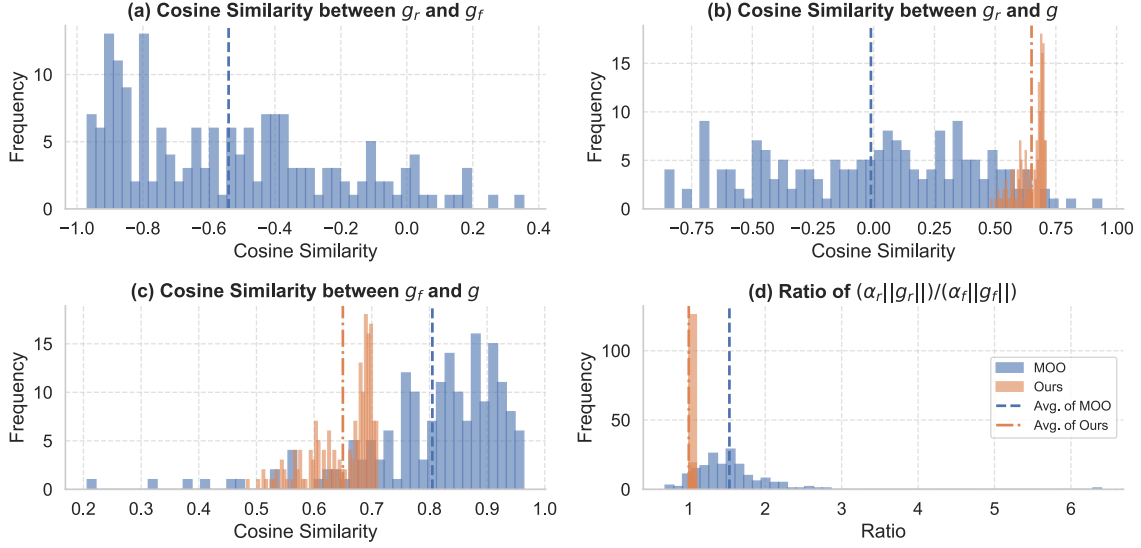 (a) Cosine Similarity between g_r and g_f
Frequency
10
5
0
−1.0 −0.8 −0.6 −0.4 −0.2 0.0 0.2 0.4
Cosine Similarity
(b) Cosine Similarity between g_r and g
Frequency
15
10
5
0
−0.75 −0.50 −0.25 0.00 0.25 0.50 0.75 1.00
Cosine Similarity
(c) Cosine Similarity between g_f and g
Frequency
15
10
5
0
0.2 0.3 0.4 0.5 0.6 0.7 0.8 0.9 1.0
Cosine Similarity
(d) Ratio of (α_r||g_r||)/(α_f||g_f||)
Frequency
100
50
0
1 2 3 4 5 6
Ratio
MOO
Ours
Avg. of MOO
Avg. of Ours